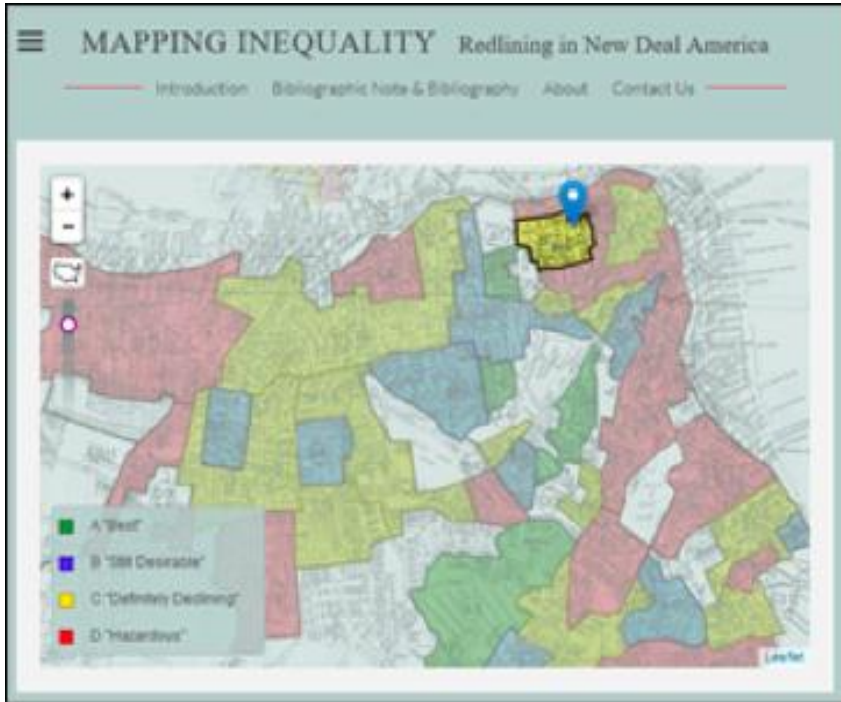 MAPPING INEQUALITY Redlining in New Deal America
Introduction Bibliographic Note & Bibliography About Contact Us
+
-
A "Best"
B "Still Desirable"
C "Definitely Declining"
D "Hazardous"
Leaflet